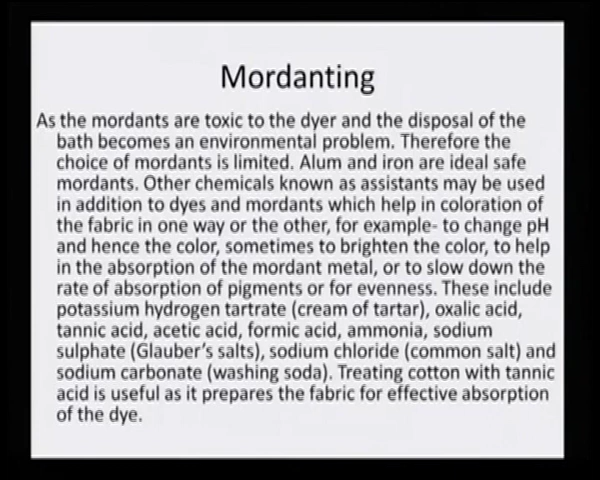 Mordanting
As the mordants are toxic to the dyer and the disposal of the
bath becomes an environmental problem. Therefore the
choice of mordants is limited. Alum and iron are ideal safe
mordants. Other chemicals known as assistants may be used
in addition to dyes and mordants which help in coloration of
the fabric in one way or the other, for example- to change pH
and hence the color, sometimes to brighten the color, to help
in the absorption of the mordant metal, or to slow down the
rate of absorption of pigments or for evenness. These include
potassium hydrogen tartrate (cream of tartar), oxalic acid,
tannic acid, acetic acid, formic acid, ammonia, sodium
sulphate (Glauber's salts), sodium chloride (common salt) and
sodium carbonate (washing soda). Treating cotton with tannic
acid is useful as it prepares the fabric for effective absorption
of the dye.